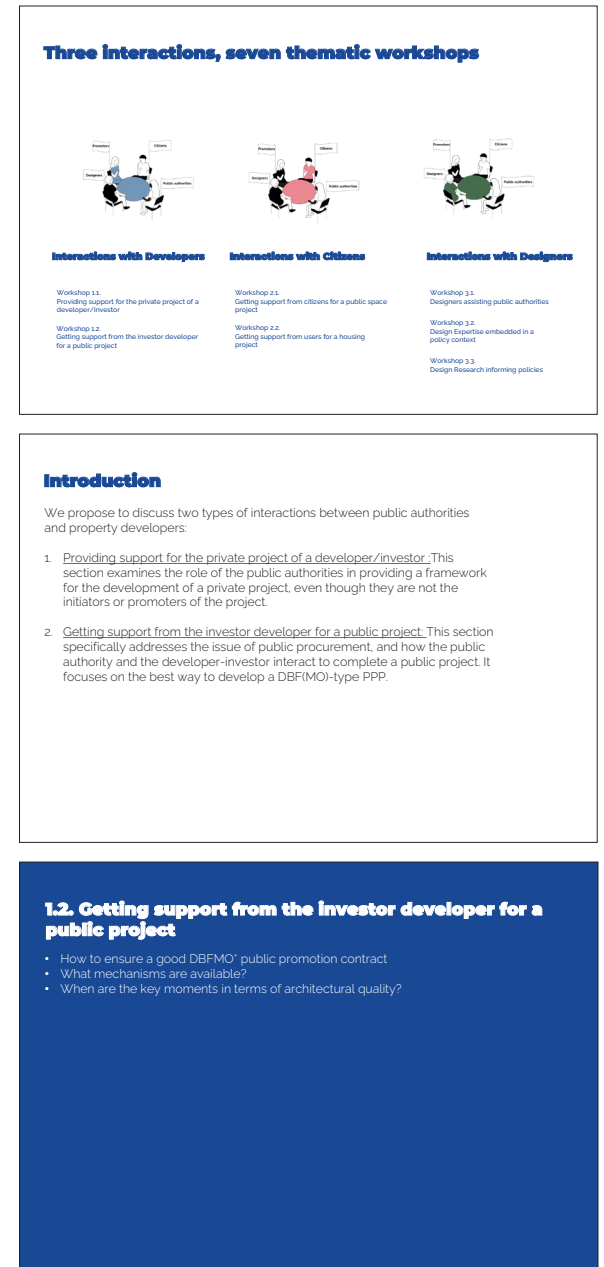 Three interactions, seven thematic workshops
Promotors
Citizens
Designers
Public authorities
Promotors
Citizens
Designers
Public authorities
Promotors
Citizens
Designers
Public authorities
Interactions with Developers
Workshop 1.1.
Providing support for the private project of a
developer/investor
Workshop 1.2.
Getting support from the investor developer
for a public project
Interactions with Citizens
Workshop 2.1.
Getting support from citizens for a public space
project
Workshop 2.2.
Getting support from users for a housing
project
Interactions with Designers
Workshop 3.1.
Designers assisting public authorities
Workshop 3.2.
Design Expertise embedded in a
policy context
Workshop 3.3.
Design Research informing policies
Introduction
We propose to discuss two types of interactions between public authorities
and property developers:
1. Providing support for the private project of a developer/investor :This
section examines the role of the public authorities in providing a framework
for the development of a private project, even though they are not the
initiators or promoters of the project.
2. Getting support from the investor developer for a public project: This section
specifically addresses the issue of public procurement, and how the public
authority and the developer-investor interact to complete a public project. It
focuses on the best way to develop a DBF(MO)-type PPP.
1.2. Getting support from the investor developer for a
public project
• How to ensure a good DBFMO* public promotion contract
• What mechanisms are available?
• When are the key moments in terms of architectural quality?